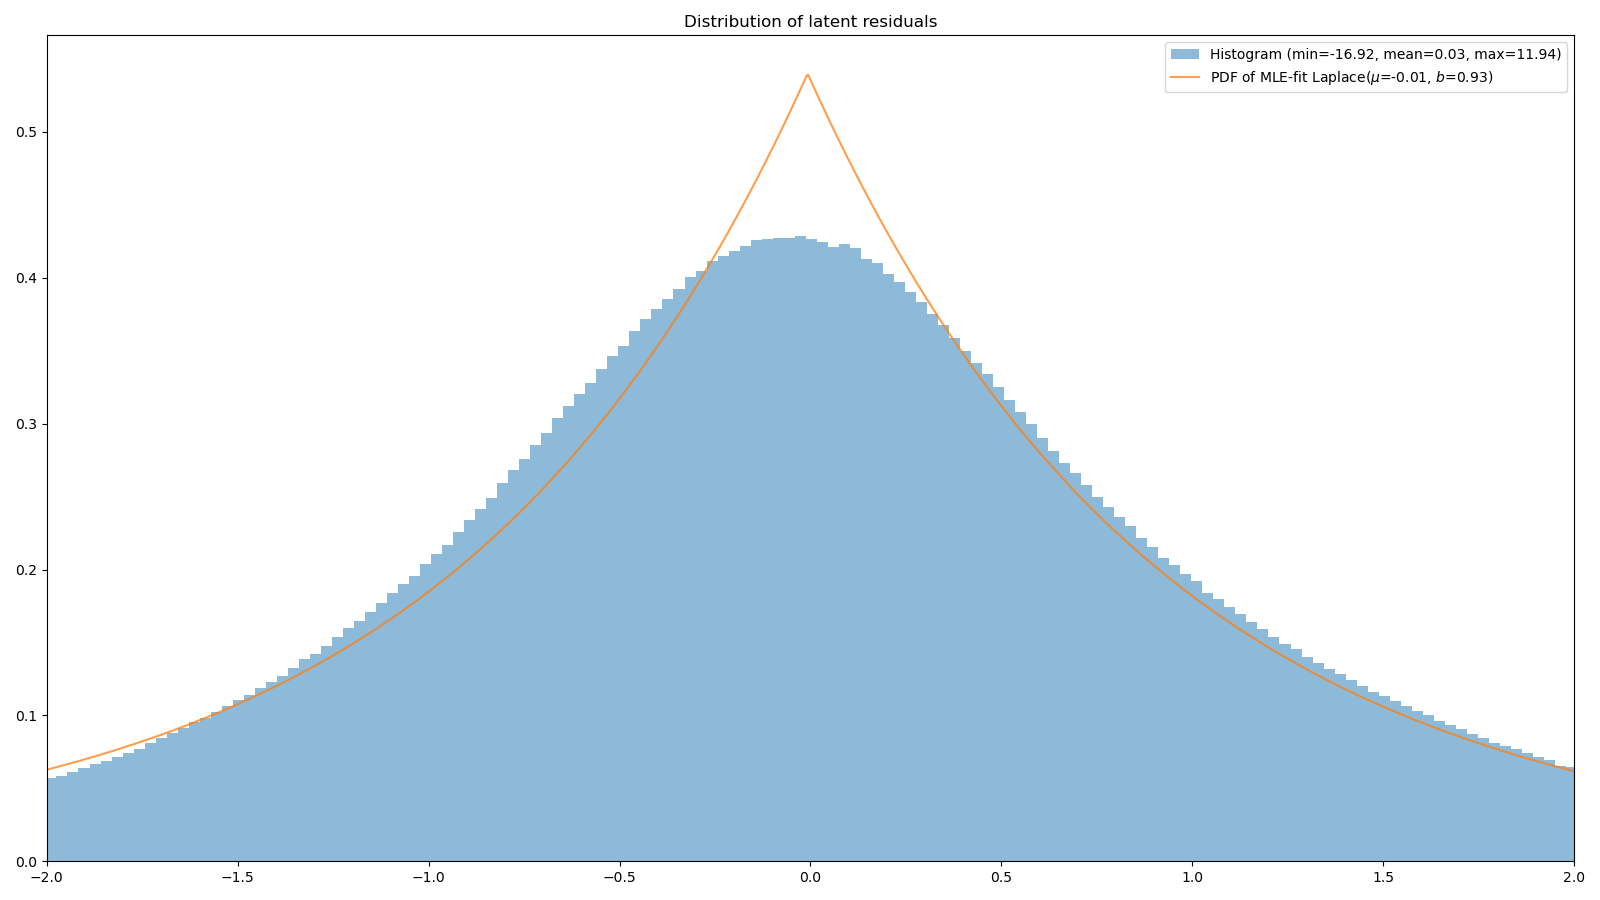 Distribution of latent residuals
Histogram (min=-16.92, mean=0.03, max=11.94)
PDF of MLE-fit Laplace(μ=-0.01, b=0.93)
0.5
0.4
0.3
0.2
0.1
0.0
−2.0 −1.5 −1.0 −0.5 0.0 0.5 1.0 1.5 2.0